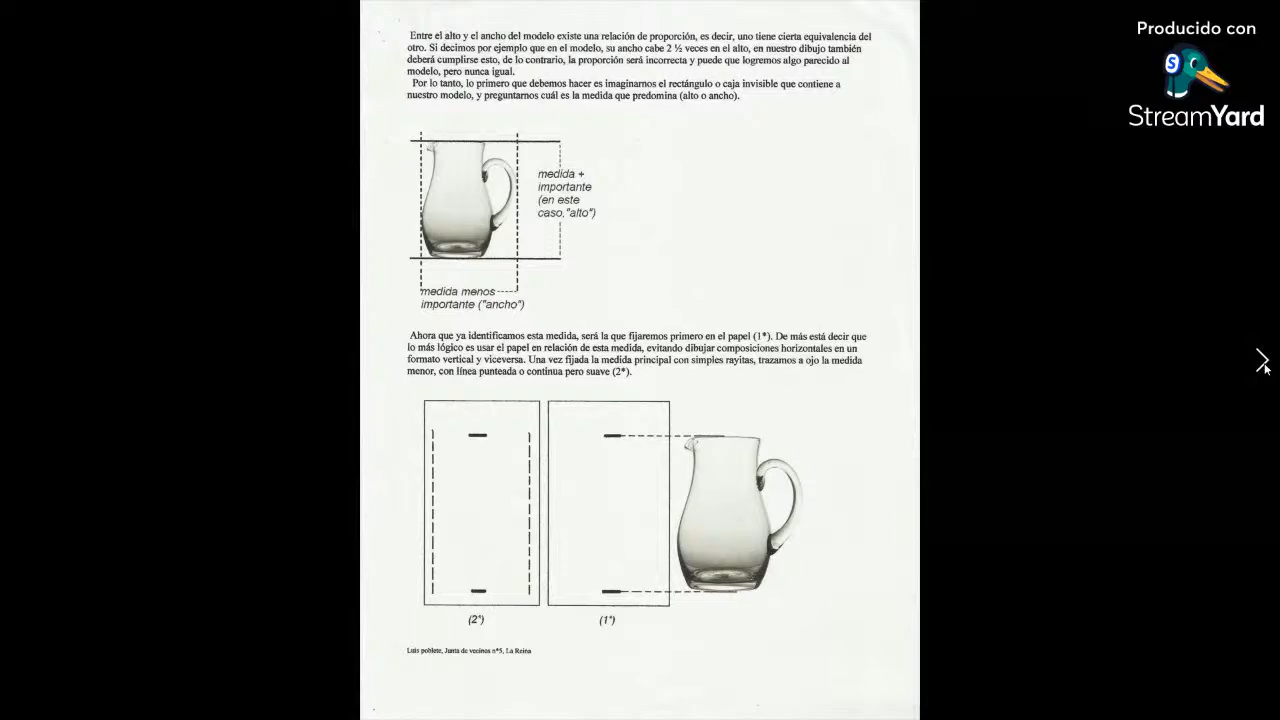 Producido con
StreamYard
Entre el alto y el ancho del modelo existe una relación de proporción, es decir, uno tiene cierta equivalencia del
otro. Si decimos por ejemplo que en el modelo, su ancho cabe 2 ½ veces en el alto, en nuestro dibujo también
deberá cumplirse esto, de lo contrario, la proporción será incorrecta y puede que logremos algo parecido al
modelo, pero nunca igual.
Por lo tanto, lo primero que debemos hacer es imaginarnos el rectángulo o caja invisible que contiene a
nuestro modelo, y preguntarnos cuál es la medida que predomina (alto o ancho).
medida +
importante
(en este
caso,"alto")
medida menos
importante ("ancho")
Ahora que ya identificamos esta medida, será la que fijaremos primero en el papel (1*). De más está decir que
lo más lógico es usar el papel en relación de esta medida, evitando dibujar composiciones horizontales en un
formato vertical y viceversa. Una vez fijada la medida principal con simples rayitas, trazamos a ojo la medida
menor, con línea punteada o continua pero suave (2*).
(2*)
(1*)
Luis poblete, Junta de vecinos nº5, La Reina